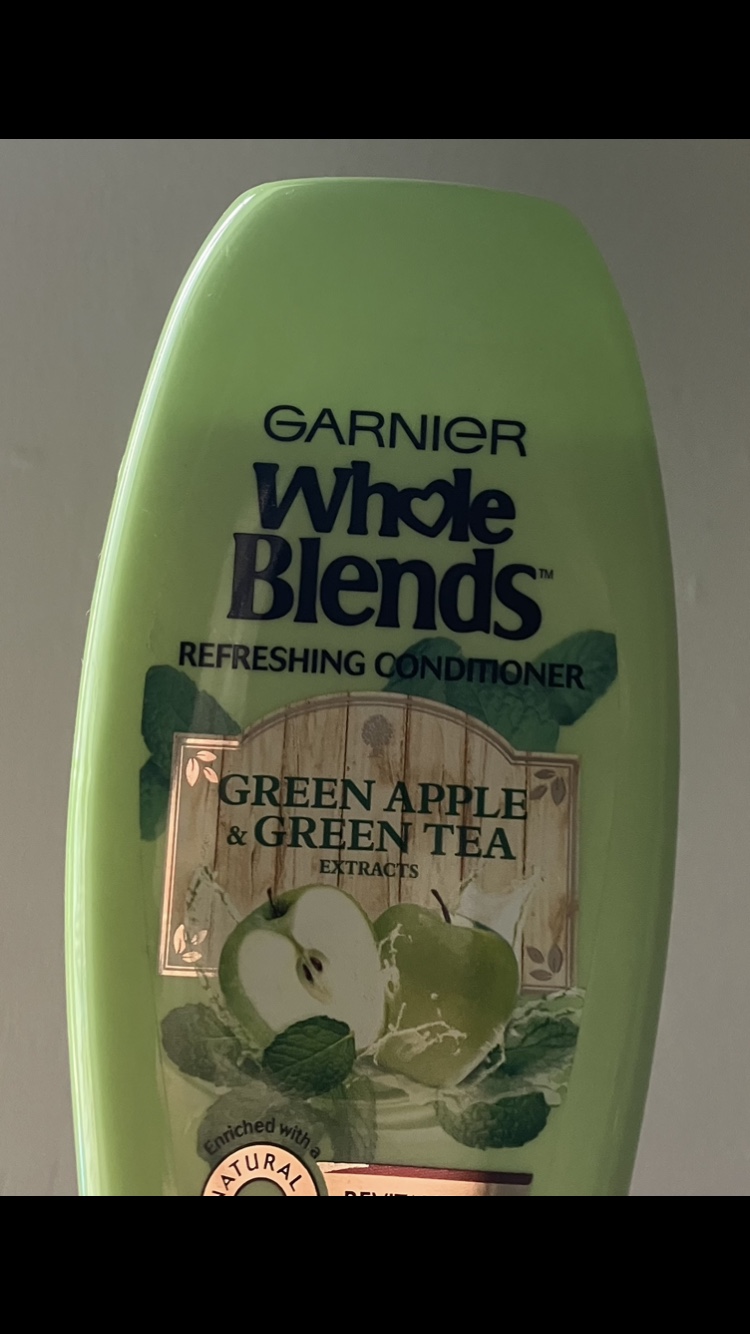 GARNIER
Whole
Blends™
REFRESHING CONDITIONER
GREEN APPLE
& GREEN TEA
EXTRACTS
Enriched with a
NATURAL